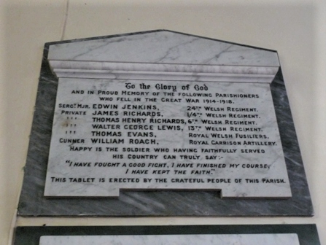 To the Glory of God
AND IN PROUD MEMORY OF THE FOLLOWING PARISHIONERS
WHO FELL IN THE GREAT WAR 1914-1918.
SERGT MJR. EDWIN JENKINS, 24TH WELSH REGIMENT.
PRIVATE JAMES RICHARDS, 1/6TH WELSH REGIMENT.
THOMAS HENRY RICHARDS, 6TH WELSH REGIMENT.
WALTER GEORGE LEWIS, 13TH WELSH REGIMENT.
THOMAS EVANS, ROYAL WELSH FUSILIERS.
GUNNER WILLIAM ROACH, ROYAL GARRISON ARTILLERY.
HAPPY IS THE SOLDIER WHO HAVING FAITHFULLY SERVED
HIS COUNTRY CAN TRULY SAY:-
"I HAVE FOUGHT A GOOD FIGHT, I HAVE FINISHED MY COURSE,
I HAVE KEPT THE FAITH."
THIS TABLET IS ERECTED BY THE GRATEFUL PEOPLE OF THIS PARISH.